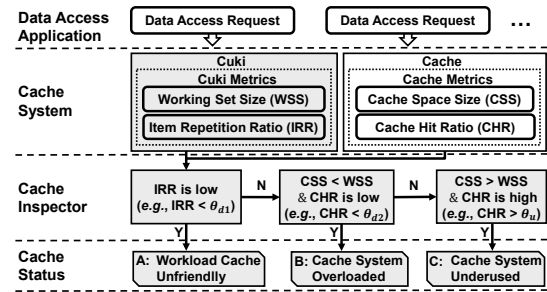 Data Access
Application
Data Access Request
Data Access Request
...
Cache
System
Cuki
Cuki Metrics
Working Set Size (WSS)
Item Repetition Ratio (IRR)
Cache
Cache Metrics
Cache Space Size (CSS)
Cache Hit Ratio (CHR)
Cache
Inspector
IRR is low
(e.g., IRR < θd1)
N
CSS < WSS
& CHR is low
(e.g., CHR < θd2)
N
CSS > WSS
& CHR is high
(e.g., CHR > θu)
Y
Y
Y
Cache
Status
A: Workload Cache
Unfriendlly
B: Cache System
Overloaded
C: Cache System
Underused